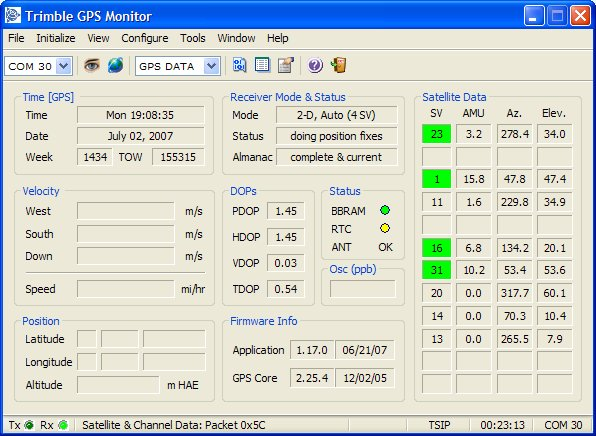 Trimble GPS Monitor
File Initialize View Configure Tools Window Help
COM 30 GPS DATA
Time [GPS]
Time Mon 19:08:35
Date July 02, 2007
Week 1434 TOW 155315
Receiver Mode & Status
Mode 2-D, Auto (4 SV)
Status doing position fixes
Almanac complete & current
Satellite Data
SV AMU Az. Elev.
23 3.2 278.4 34.0
1 15.8 47.8 47.4
11 1.6 229.8 34.9
16 6.8 134.2 20.1
31 10.2 53.4 53.6
20 0.0 317.7 60.1
14 0.0 70.3 10.4
13 0.0 265.5 7.9
Velocity
West m/s
South m/s
Down m/s
Speed mi/hr
DOPs
PDOP 1.45
HDOP 1.45
VDOP 0.03
TDOP 0.54
Status
BBRAM
RTC
ANT OK
Osc (ppb)
Position
Latitude
Longitude
Altitude m HAE
Firmware Info
Application 1.17.0 06/21/07
GPS Core 2.25.4 12/02/05
Tx Rx Satellite & Channel Data: Packet 0x5C TSIP 00:23:13 COM 30